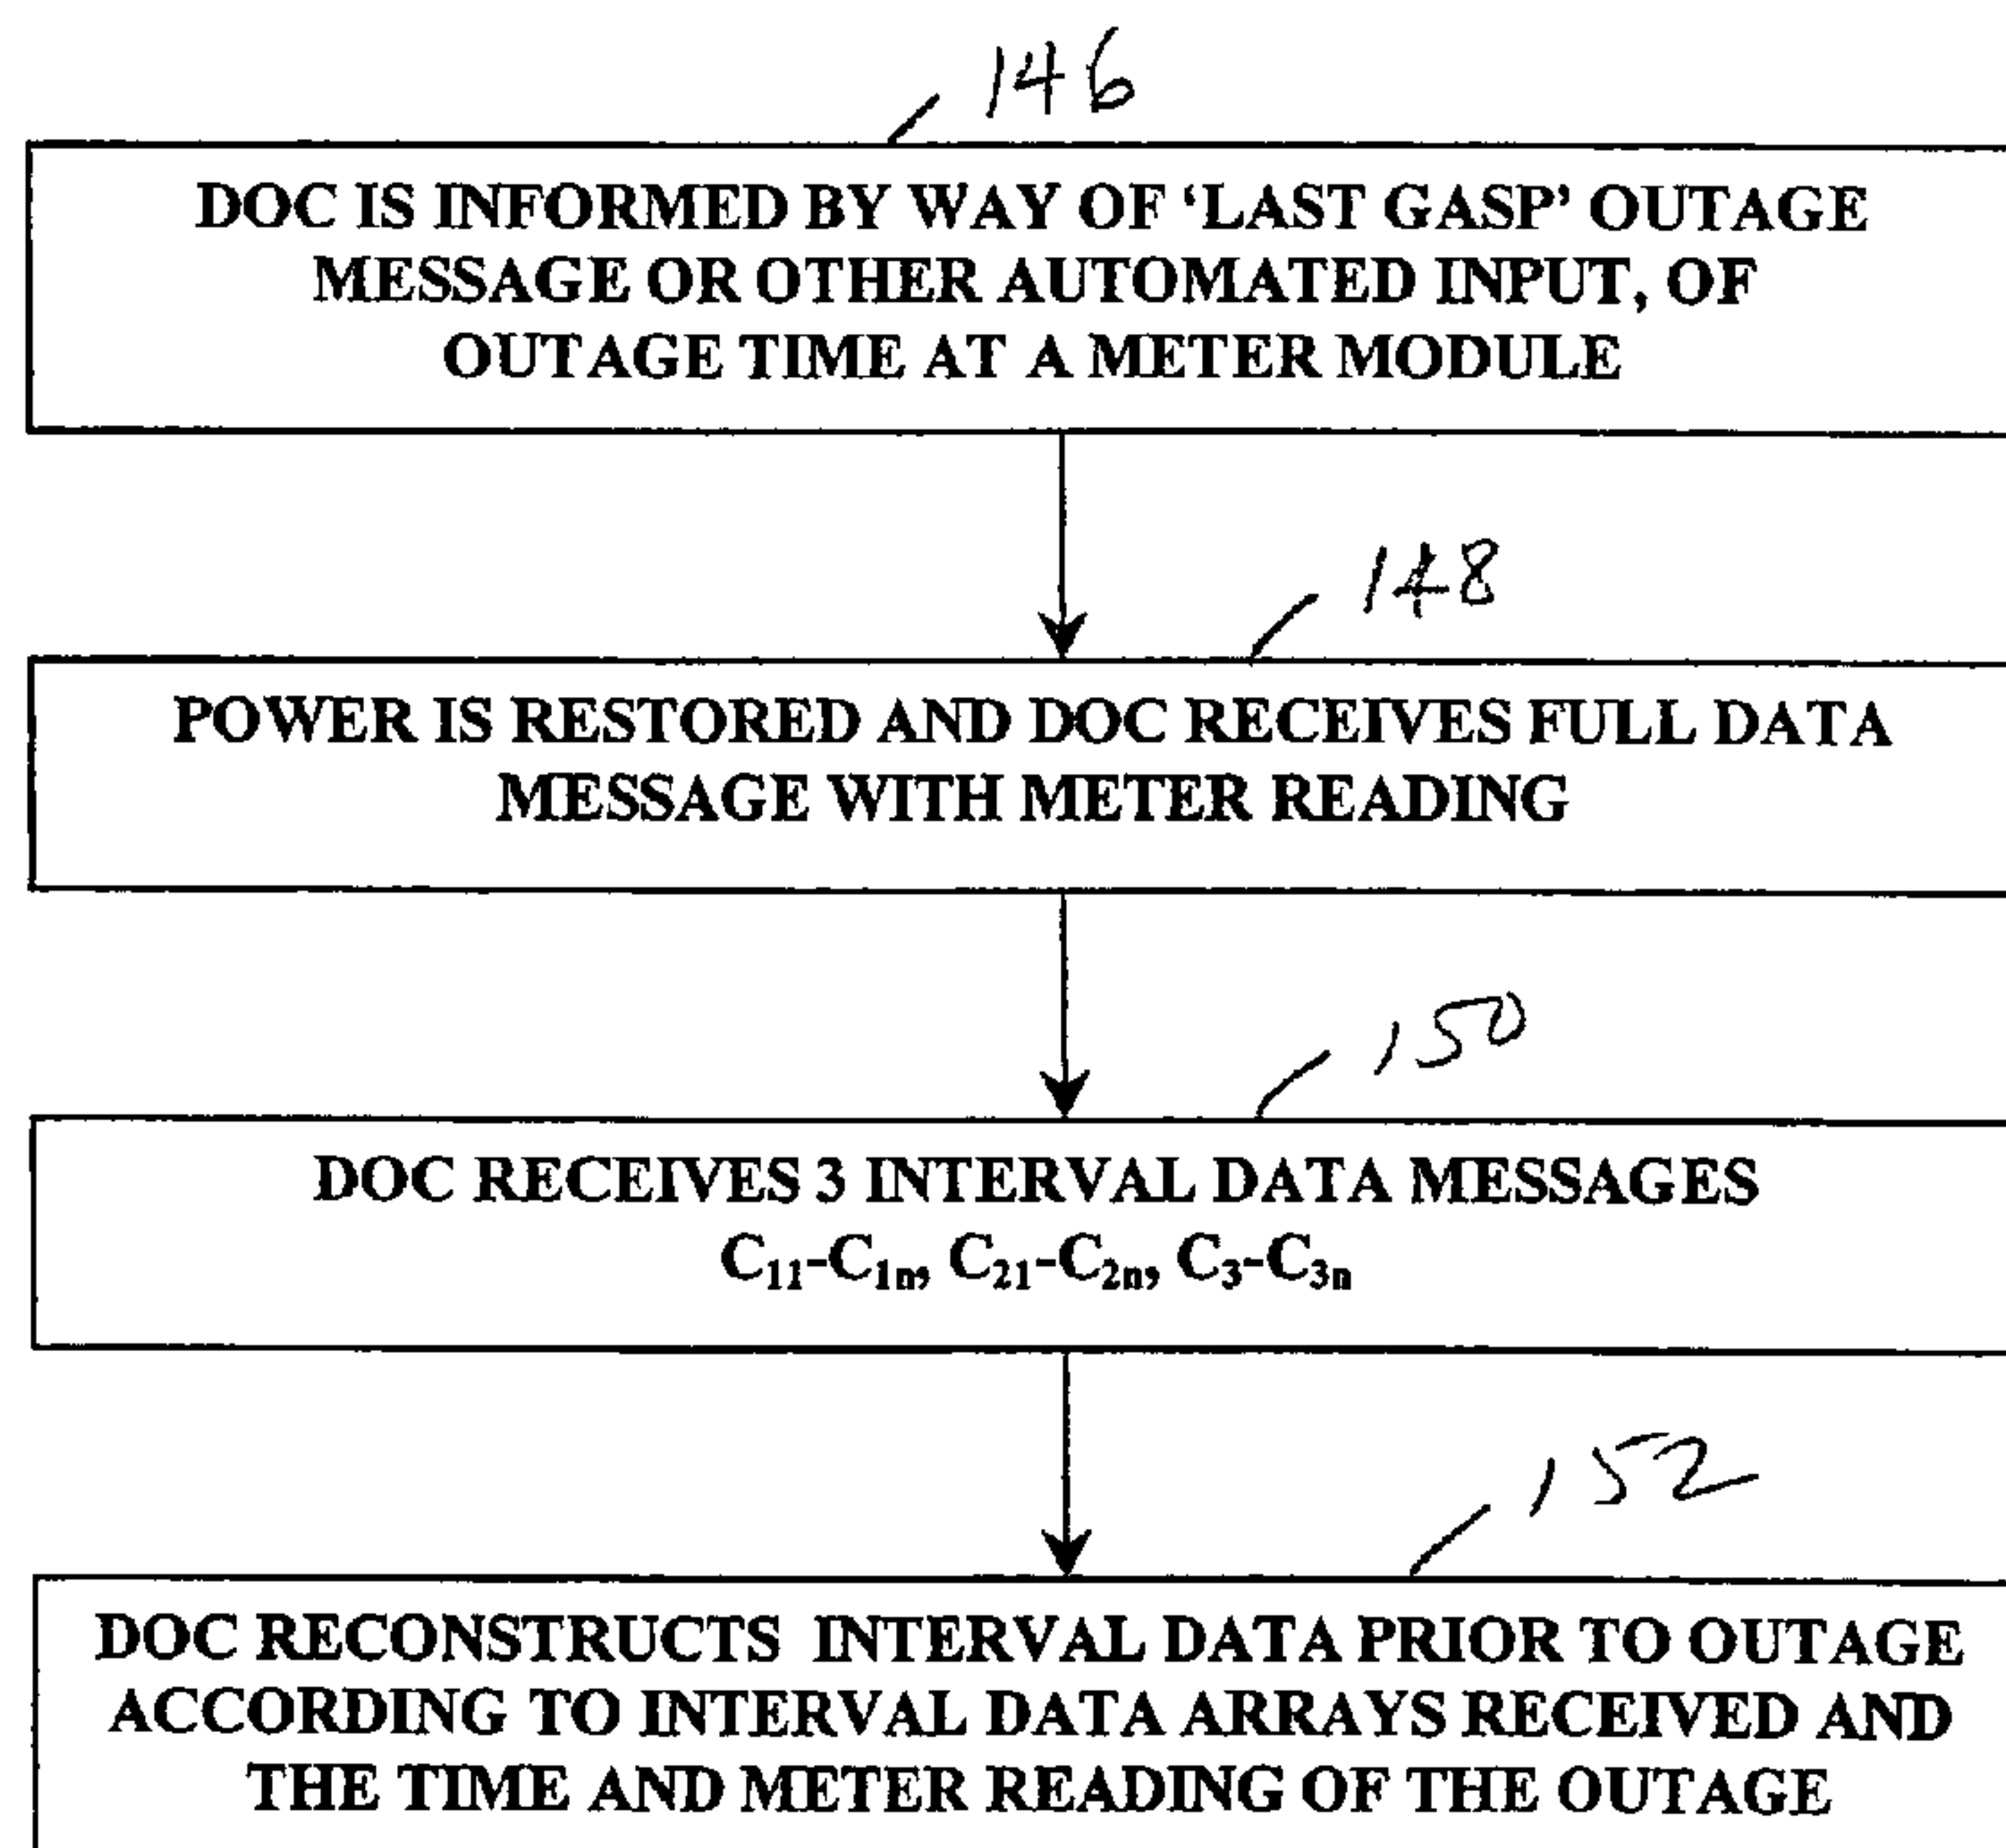 146
DOC IS INFORMED BY WAY OF ‘LAST GASP’ OUTAGE
MESSAGE OR OTHER AUTOMATED INPUT, OF
OUTAGE TIME AT A METER MODULE
148
POWER IS RESTORED AND DOC RECEIVES FULL DATA
MESSAGE WITH METER READING
150
DOC RECEIVES 3 INTERVAL DATA MESSAGES
C₁₁-C₁ₙ, C₂₁-C₂ₙ, C₃-C₃ₙ
152
DOC RECONSTRUCTS INTERVAL DATA PRIOR TO OUTAGE
ACCORDING TO INTERVAL DATA ARRAYS RECEIVED AND
THE TIME AND METER READING OF THE OUTAGE